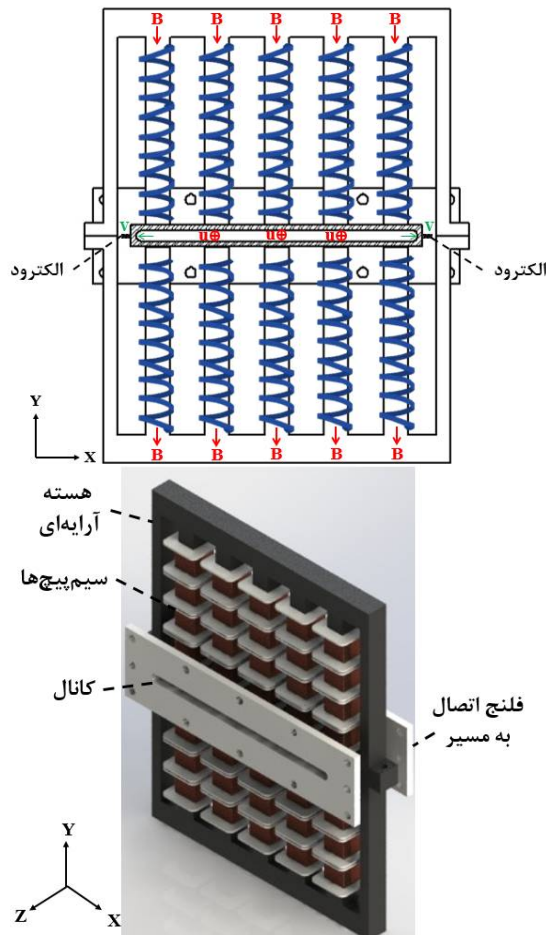 B B B B B
V u⊕ u⊕ u⊕ V
الکترود الکترود
B B B B B
Y
X
هسته
آرایه‌ای
سیم‌پیچ‌ها
کانال
فلنج اتصال
به مسیر
Y
Z X